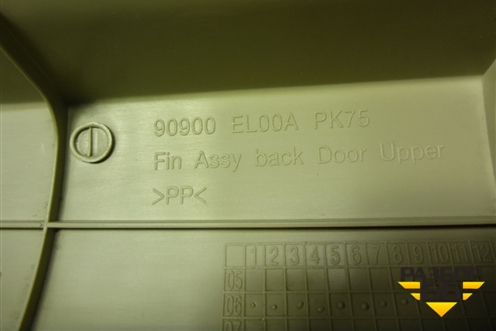 90900 EL00A PK75
Fin Assy back Door Upper
>PP<
1 2 3 4 5 6 7 8 9 10 11 12
05
06